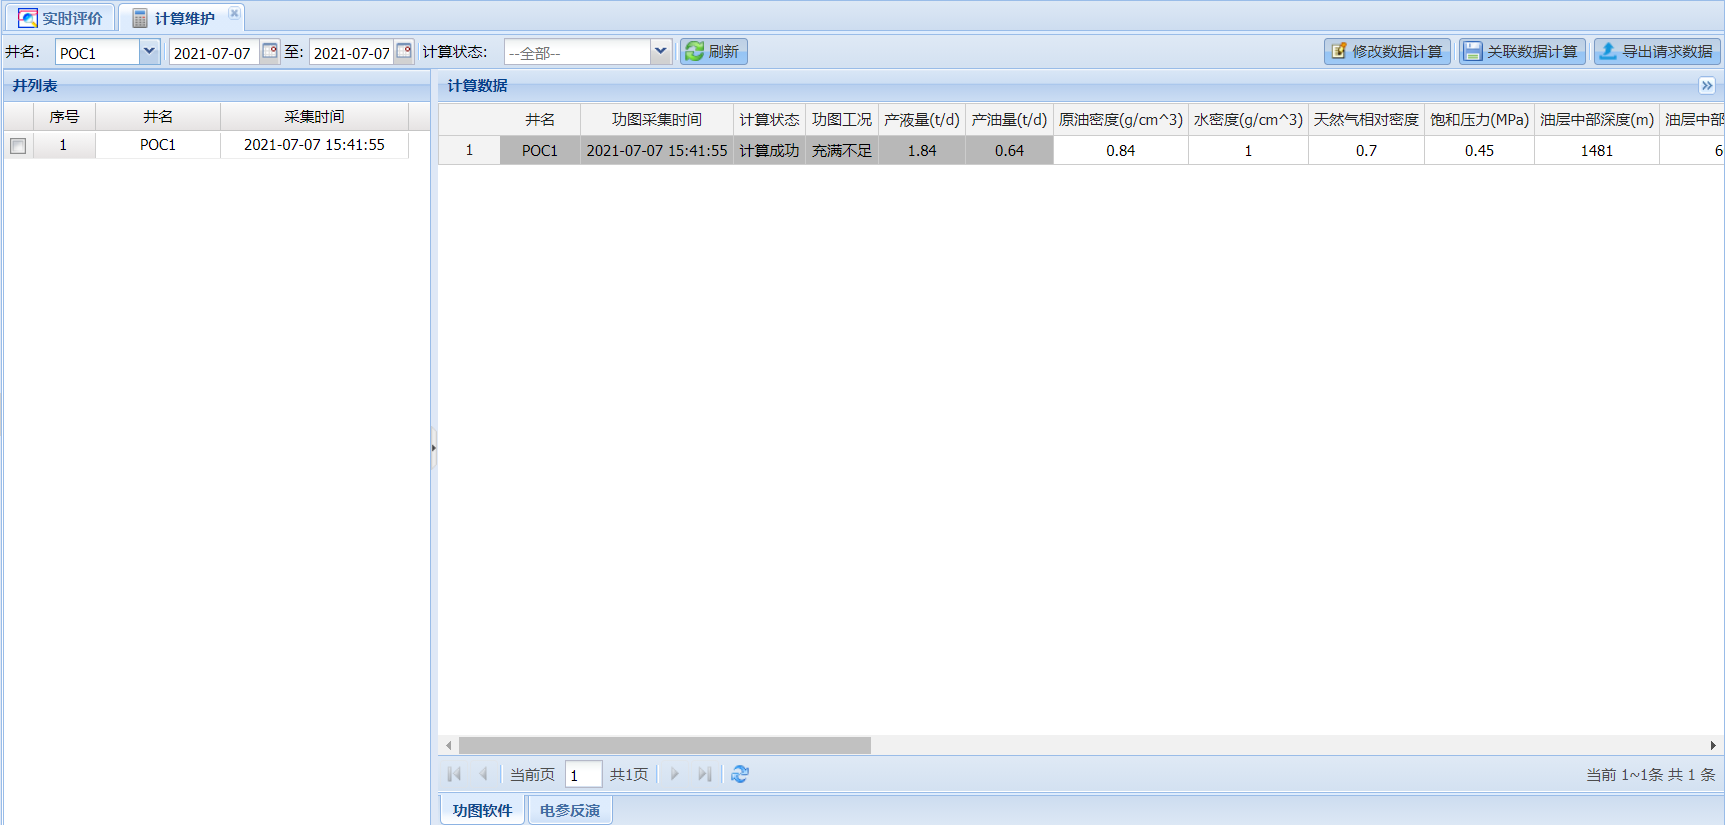 实时评价 计算维护
井名: POC1 2021-07-07 至: 2021-07-07 计算状态: --全部-- 刷新 修改数据计算 关联数据计算 导出请求数据
井列表
序号 井名 采集时间
1 POC1 2021-07-07 15:41:55
计算数据
井名 功图采集时间 计算状态 功图工况 产液量(t/d) 产油量(t/d) 原油密度(g/cm^3) 水密度(g/cm^3) 天然气相对密度 饱和压力(MPa) 油层中部深度(m) 油层中部
1 POC1 2021-07-07 15:41:55 计算成功 充满不足 1.84 0.64 0.84 1 0.7 0.45 1481 6
当前页 1 共1页 当前 1~1条 共 1 条
功图软件 电参反演